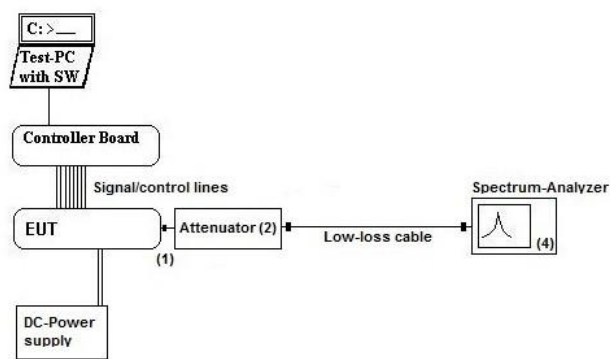 C: >__
Test-PC
with SW
Controller Board
Signal/control lines
Spectrum-Analyzer
EUT
Attenuator (2)
Low-loss cable
(4)
(1)
DC-Power
supply